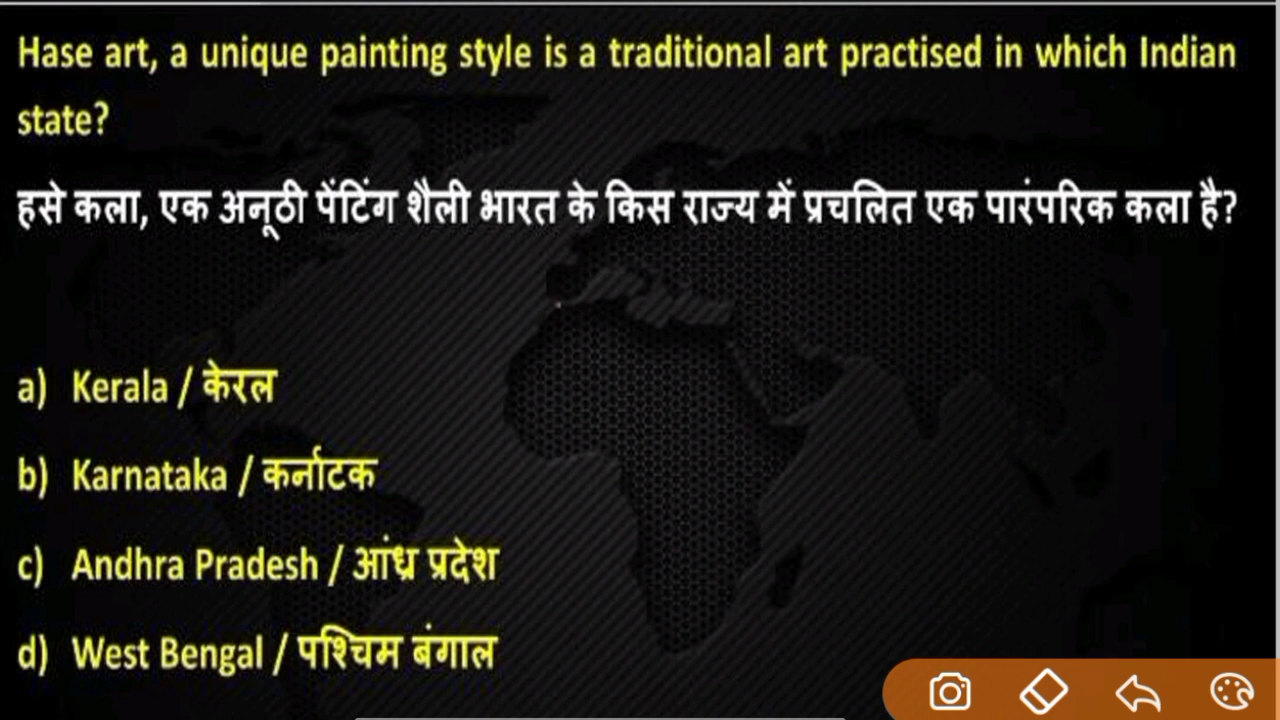 Hase art, a unique painting style is a traditional art practised in which Indian
state?
हसे कला, एक अनूठी पेंटिंग शैली भारत के किस राज्य में प्रचलित एक पारंपरिक कला है?
a) Kerala / केरल
b) Karnataka / कर्नाटक
c) Andhra Pradesh / आंध्र प्रदेश
d) West Bengal / पश्चिम बंगाल